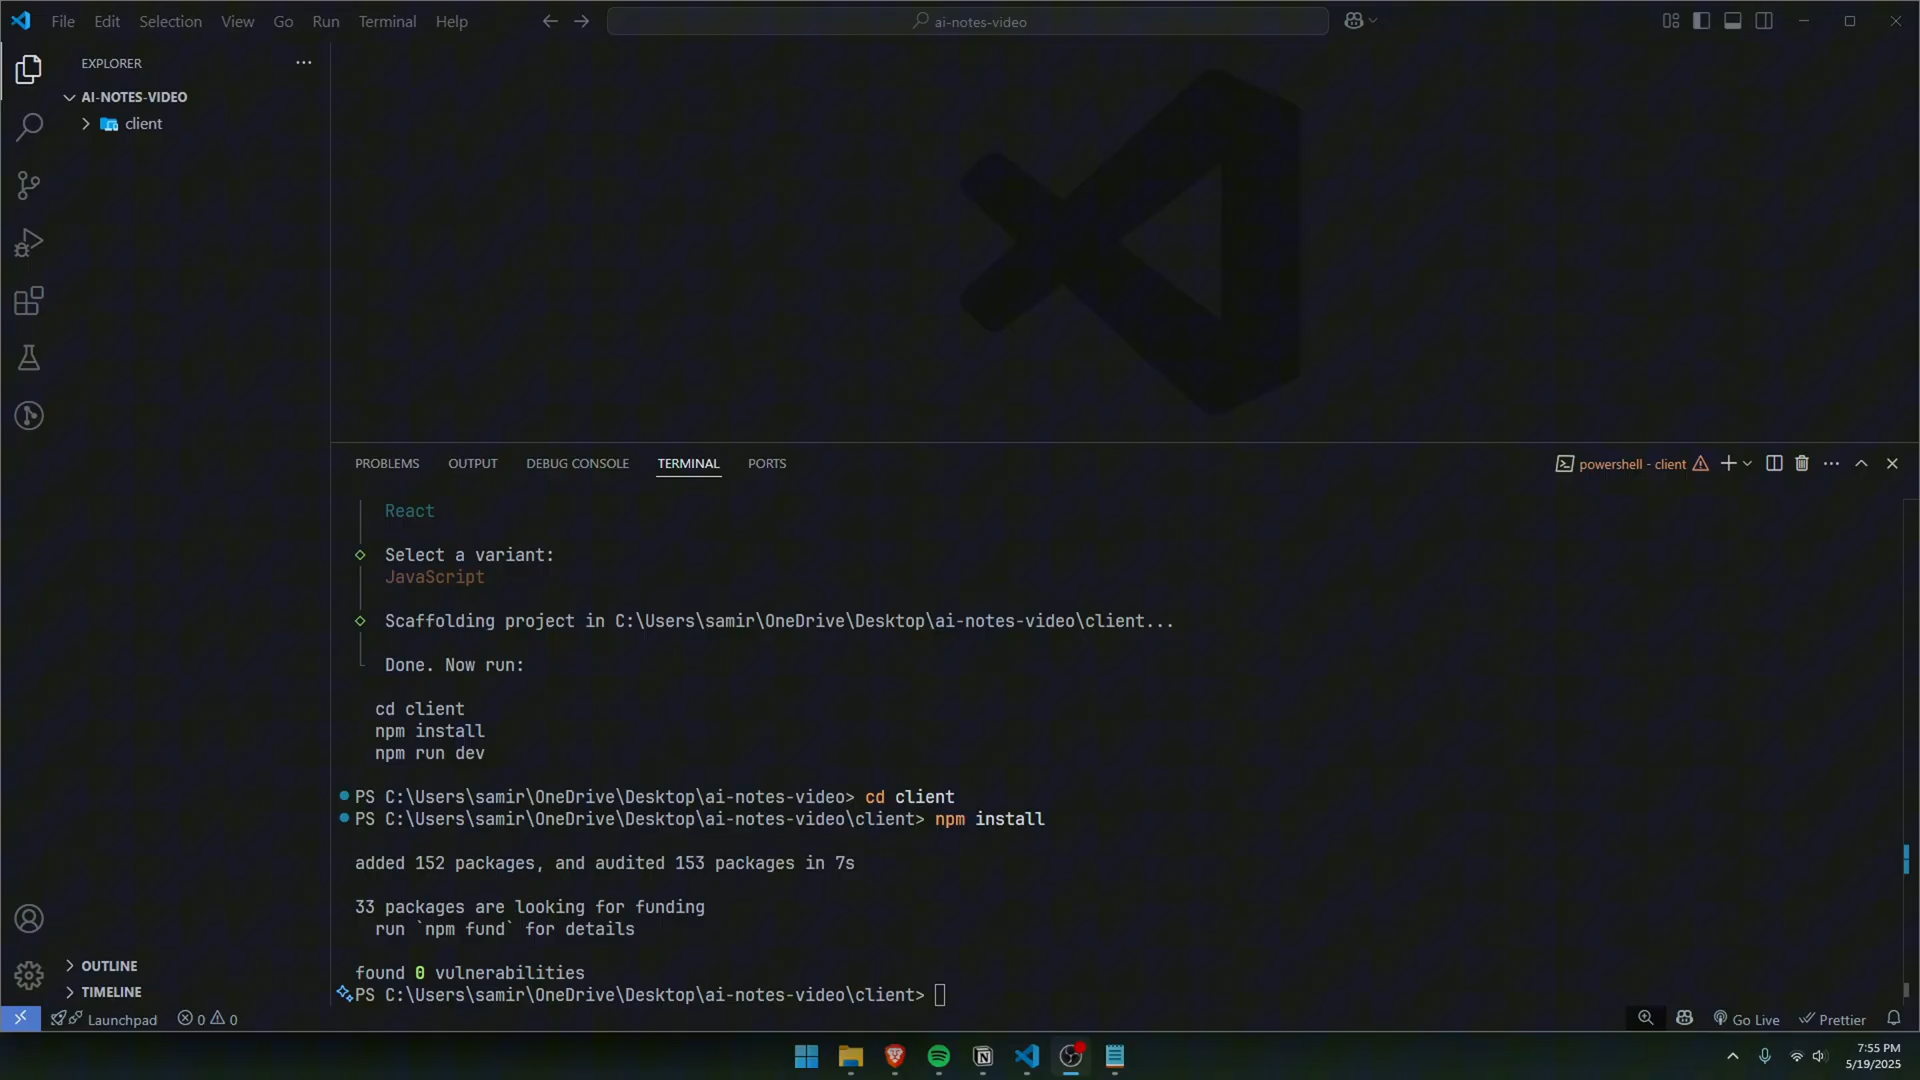 File Edit Selection View Go Run Terminal Help
ai-notes-video
EXPLORER
AI-NOTES-VIDEO
client
PROBLEMS OUTPUT DEBUG CONSOLE TERMINAL PORTS
powershell - client
React
Select a variant:
JavaScript
Scaffolding project in C:\Users\samir\OneDrive\Desktop\ai-notes-video\client...
Done. Now run:
cd client
npm install
npm run dev
PS C:\Users\samir\OneDrive\Desktop\ai-notes-video> cd client
PS C:\Users\samir\OneDrive\Desktop\ai-notes-video\client> npm install
added 152 packages, and audited 153 packages in 7s
33 packages are looking for funding
run `npm fund` for details
found 0 vulnerabilities
PS C:\Users\samir\OneDrive\Desktop\ai-notes-video\client>
OUTLINE
TIMELINE
Launchpad 0 0
Go Live Prettier
7:55 PM
5/19/2025